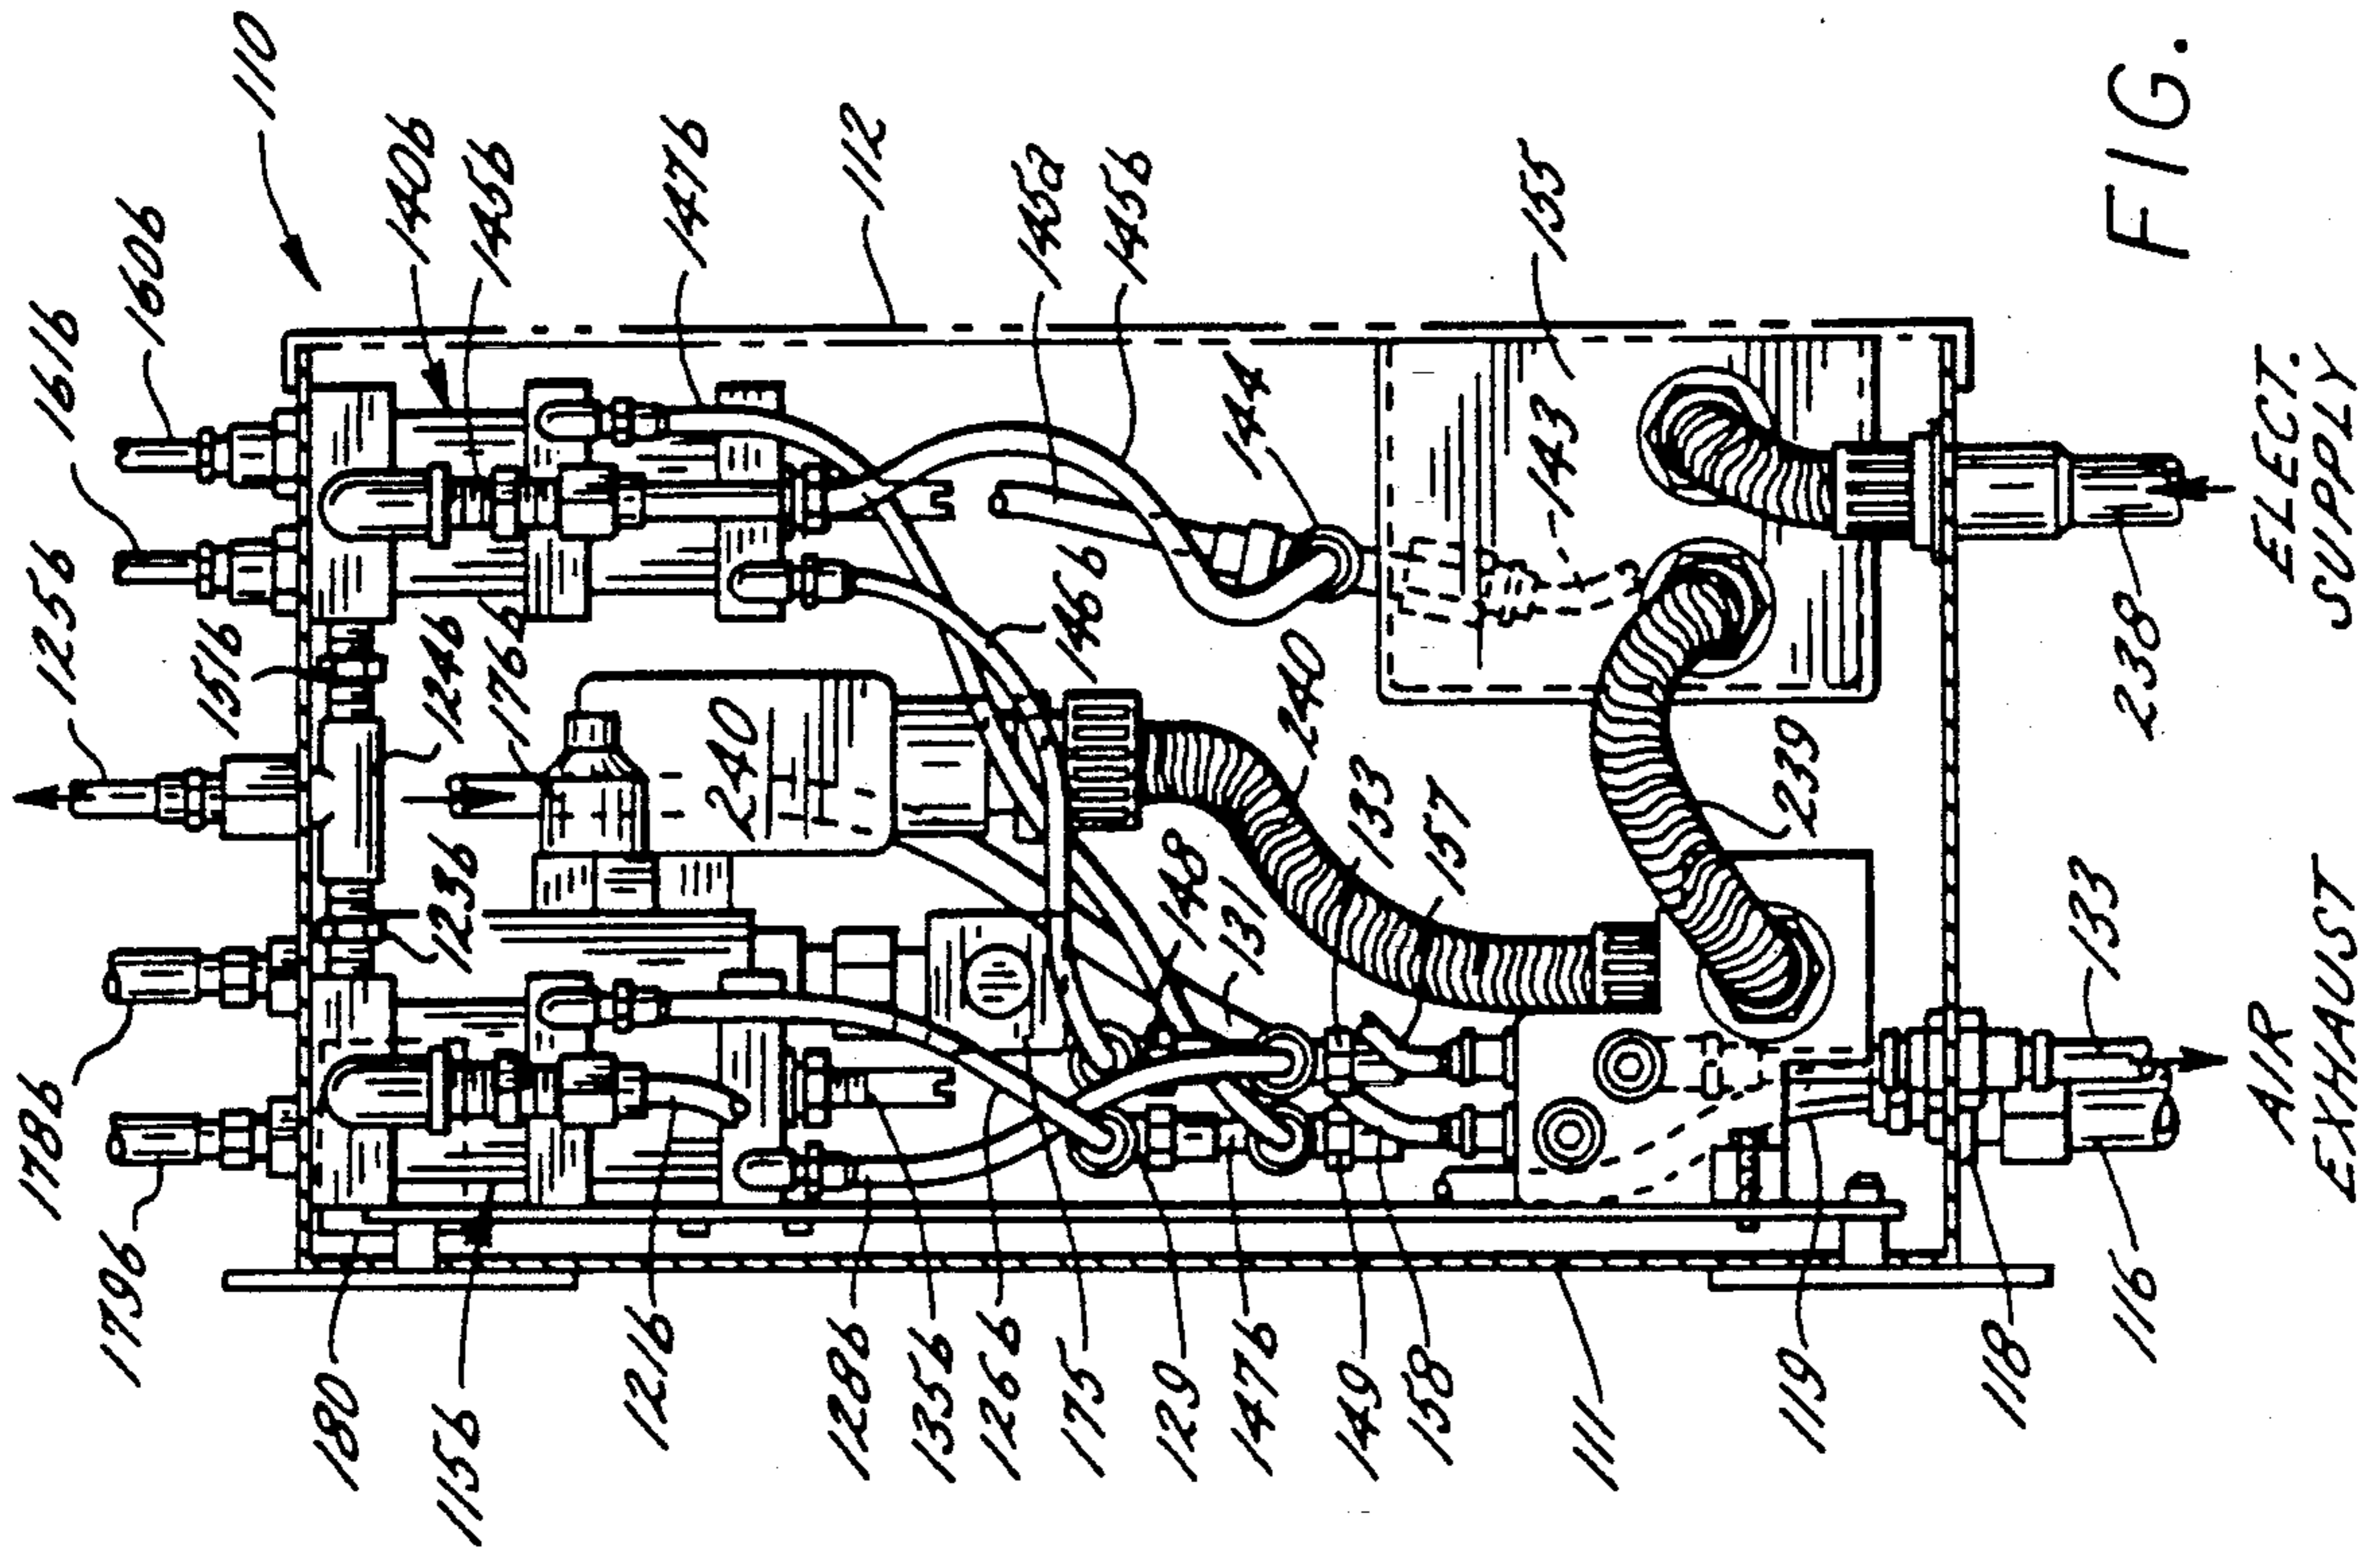 110
160b
161b
125b
178b
179b
140b
145b
147b
112
145a
145b
155
151b
124b
176b
123b
240
146b
144
143
240
133
157
148
131
239
180
115b
121b
128b
135b
126b
175
129
147b
149
158
111
119
118
116
133
238
ELECT.
SUPPLY
AIR
EXHAUST
FIG.